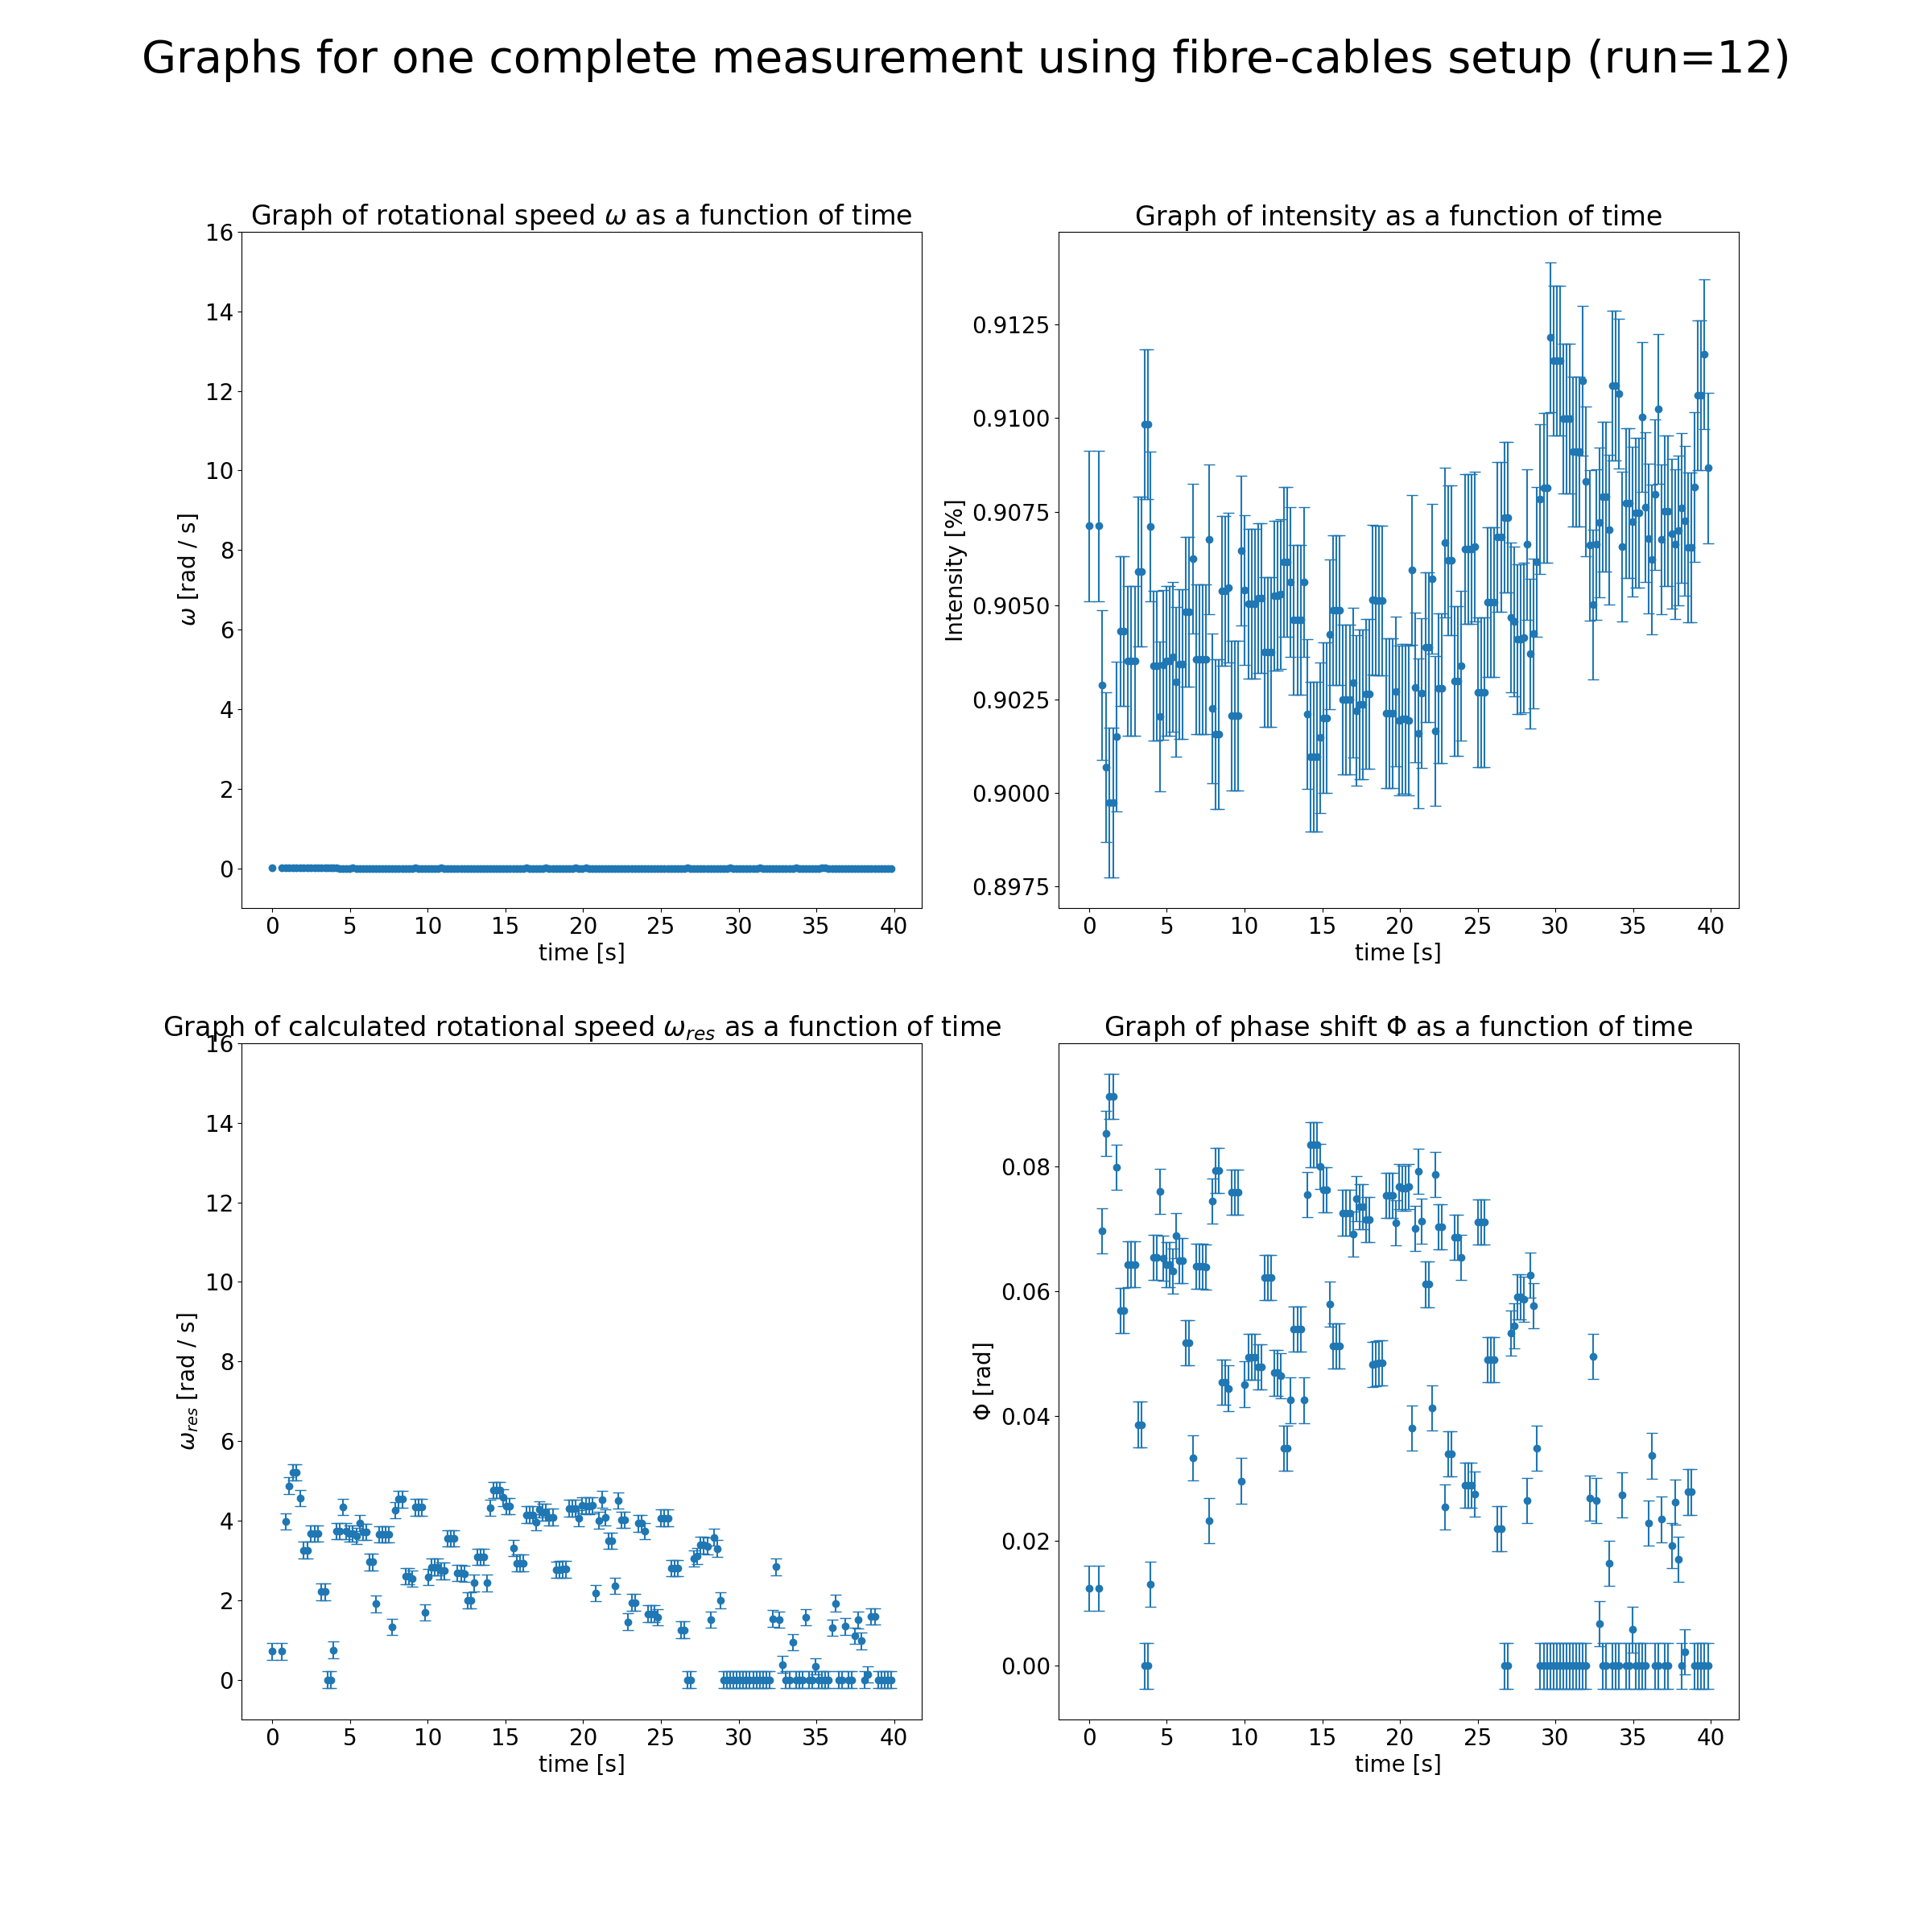 Graphs for one complete measurement using fibre-cables setup (run=12)
Graph of rotational speed ω as a function of time
16
14
12
10
8
6
4
2
0
ω [rad / s]
0 5 10 15 20 25 30 35 40
time [s]
Graph of intensity as a function of time
0.9125
0.9100
0.9075
0.9050
0.9025
0.9000
0.8975
Intensity [%]
0 5 10 15 20 25 30 35 40
time [s]
Graph of calculated rotational speed ω_res as a function of time
16
14
12
10
8
6
4
2
0
ω_res [rad / s]
0 5 10 15 20 25 30 35 40
time [s]
Graph of phase shift Φ as a function of time
0.08
0.06
0.04
0.02
0.00
Φ [rad]
0 5 10 15 20 25 30 35 40
time [s]